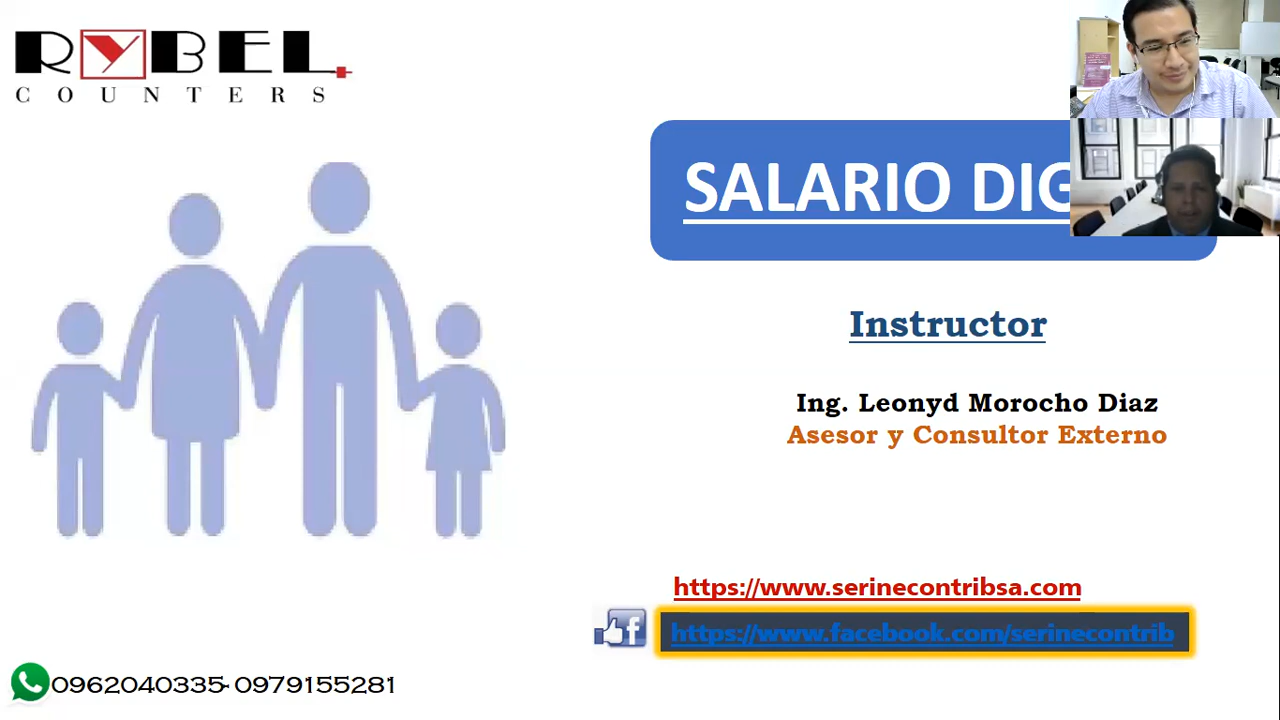 RYBEL.
COUNTERS
SALARIO DIG
Instructor
Ing. Leonyd Morocho Diaz
Asesor y Consultor Externo
https://www.serinecontribsa.com
https://www.facebook.com/serinecontrib
0962040335- 0979155281